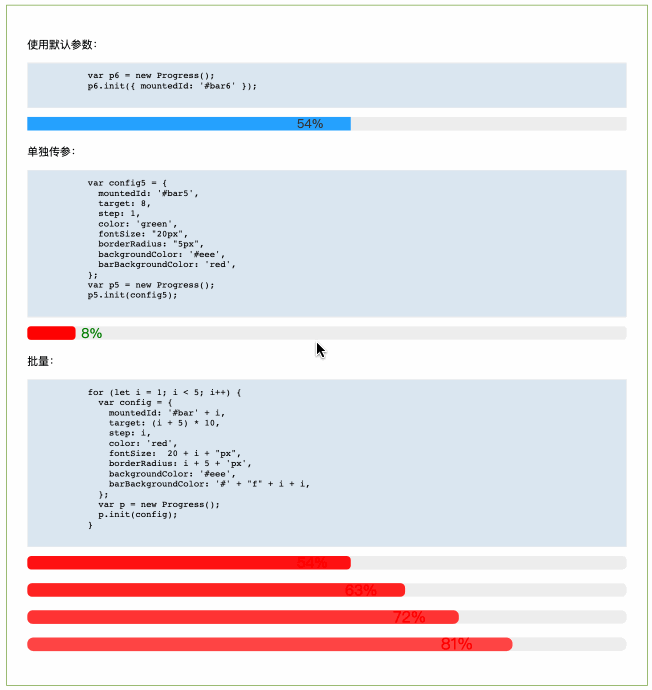 使用默认参数：
var p6 = new Progress();
p6.init({ mountedId: '#bar6' });
54%
单独传参：
var config5 = {
mountedId: '#bar5',
target: 8,
step: 1,
color: 'green',
fontSize: "20px",
borderRadius: "5px",
backgroundColor: '#eee',
barBackgroundColor: 'red',
};
var p5 = new Progress();
p5.init(config5);
8%
批量：
for (let i = 1; i < 5; i++) {
var config = {
mountedId: '#bar' + i,
target: (i + 5) * 10,
step: i,
color: 'red',
fontSize:  20 + i + "px",
borderRadius: i + 5 + 'px',
backgroundColor: '#eee',
barBackgroundColor: '#' + "f" + i + i,
};
var p = new Progress();
p.init(config);
}
54%
63%
72%
81%